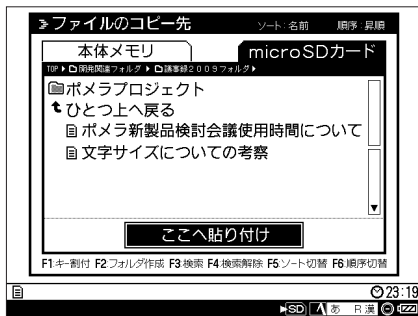 ファイルのコピー先 ソート:名前 順序:昇順
本体メモリ microSDカード
TOP▶開発関連フォルダ▶議事録2009フォルダ▶
ポメラプロジェクト
ひとつ上へ戻る
ポメラ新製品検討会議使用時間について
文字サイズについての考察
ここへ貼り付け
F1:キー割付 F2:フォルダ作成 F3:検索 F4:検索解除 F5:ソート切替 F6:順序切替
23:19
▶SD あ R漢